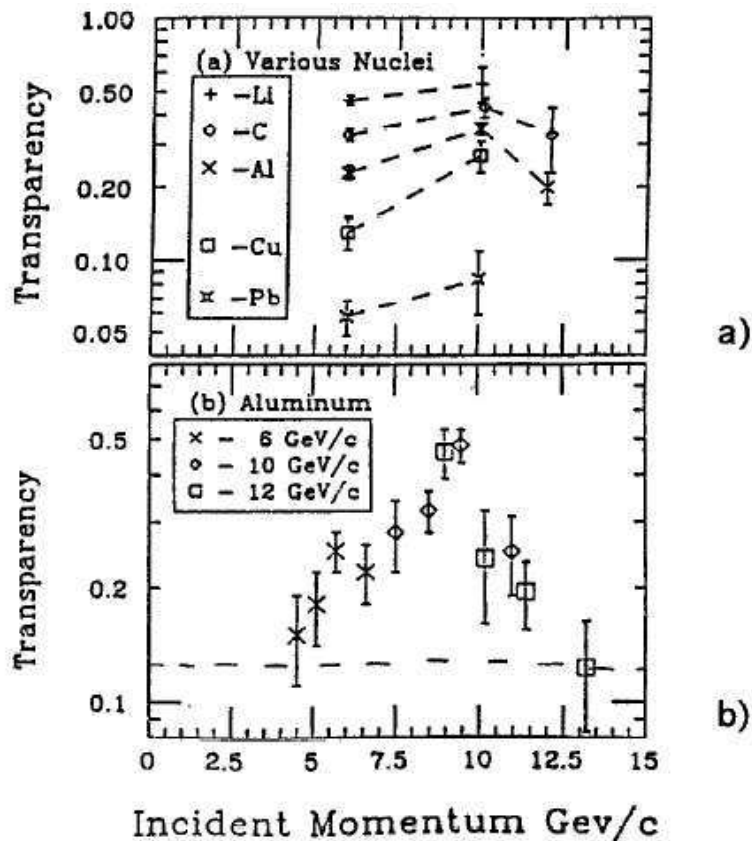 1.00
(a) Various Nuclei
-Li
0.50
-C
-Al
0.20
-Cu
0.10
-Pb
0.05
Transparency
a)
(b) Aluminum
- 6 GeV/c
0.5
- 10 GeV/c
- 12 GeV/c
0.2
0.1
Transparency
b)
0 2.5 5 7.5 10 12.5 15
Incident Momentum Gev/c